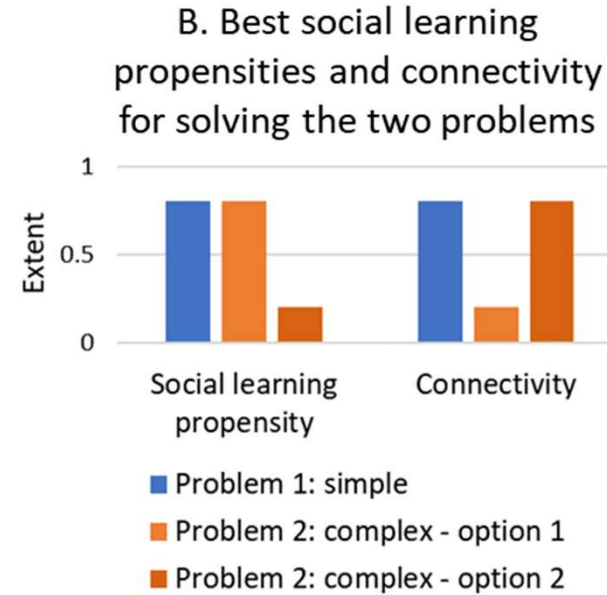 B. Best social learning
propensities and connectivity
for solving the two problems
1
0.5
0
Extent
Social learning
propensity
Connectivity
Problem 1: simple
Problem 2: complex - option 1
Problem 2: complex - option 2